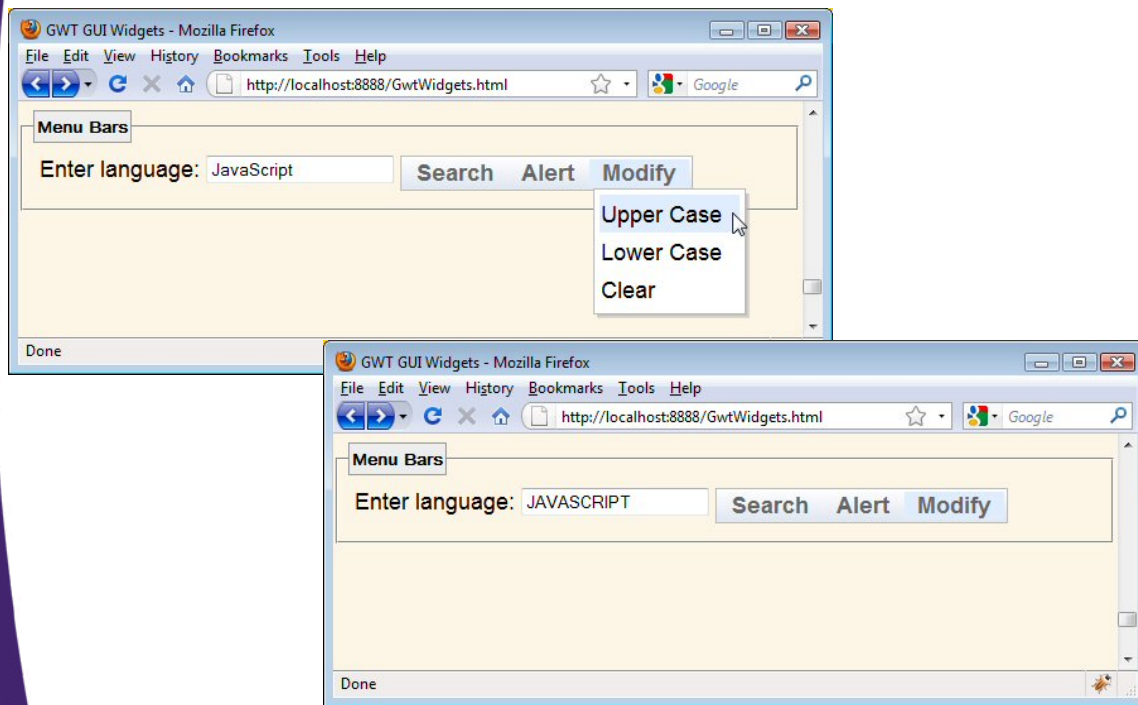 GWT GUI Widgets - Mozilla Firefox
File Edit View History Bookmarks Tools Help
http://localhost:8888/GwtWidgets.html Google
Menu Bars
Enter language: JavaScript Search Alert Modify
Upper Case
Lower Case
Clear
Done
GWT GUI Widgets - Mozilla Firefox
File Edit View History Bookmarks Tools Help
http://localhost:8888/GwtWidgets.html Google
Menu Bars
Enter language: JAVASCRIPT Search Alert Modify
Done